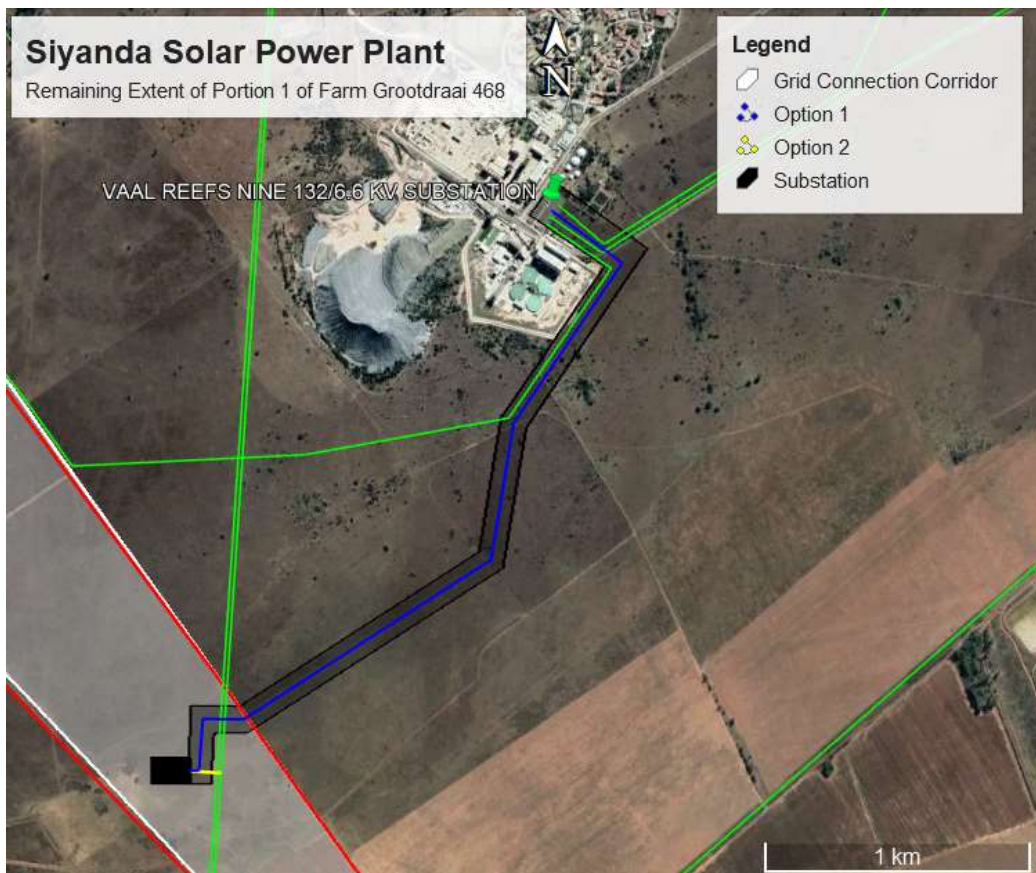 Siyanda Solar Power Plant
Remaining Extent of Portion 1 of Farm Grootdraai 468
N
Legend
Grid Connection Corridor
Option 1
Option 2
Substation
VAAL REEFS NINE 132/6.6 KV SUBSTATION
1 km